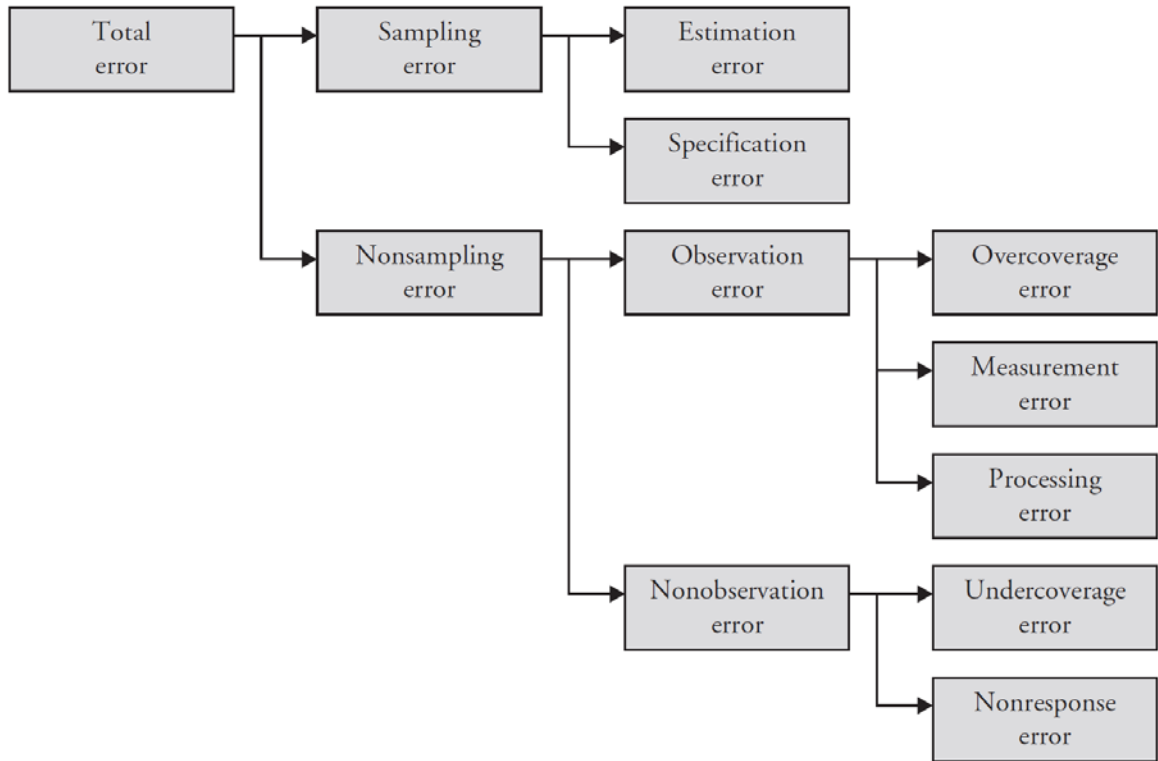 Total
error
Sampling
error
Estimation
error
Specification
error
Nonsampling
error
Observation
error
Overcoverage
error
Measurement
error
Processing
error
Nonobservation
error
Undercoverage
error
Nonresponse
error